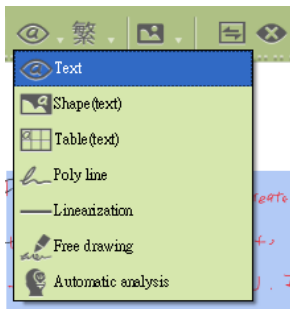 繁
Text
Shape(text)
Table(text)
Poly line
Linearization
Free drawing
Automatic analysis